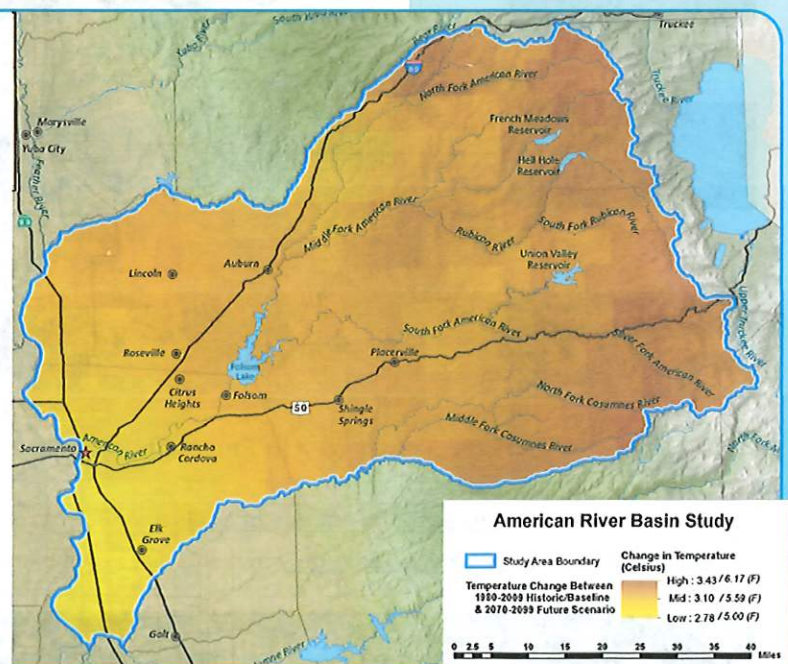 Truckee
South Yuba River
Yuba River
Bear River
80
North Fork American River
Truckee River
Marysville
Yuba City
French Meadows
Reservoir
Hell Hole
Reservoir
Feather River
Middle Fork American River
Rubicon River
South Fork Rubicon River
Lincoln
Auburn
Union Valley
Reservoir
Upper Truckee River
South Fork American River
Roseville
Placerville
Silver Fork American River
Folsom
Lake
Citrus
Heights
Folsom
Shingle
Springs
50
North Fork Cosumnes River
Middle Fork Cosumnes River
American River
Sacramento
Rancho
Cordova
Elk
Grove
Galt
American River Basin Study
Study Area Boundary
Temperature Change Between
1980-2009 Historic/Baseline
& 2070-2099 Future Scenario
Change in Temperature
(Celsius)
High : 3.43 / 6.17 (F)
Mid : 3.10 / 5.59 (F)
Low : 2.78 / 5.00 (F)
0 2.5 5 10 15 20 25 30 35 40
Miles